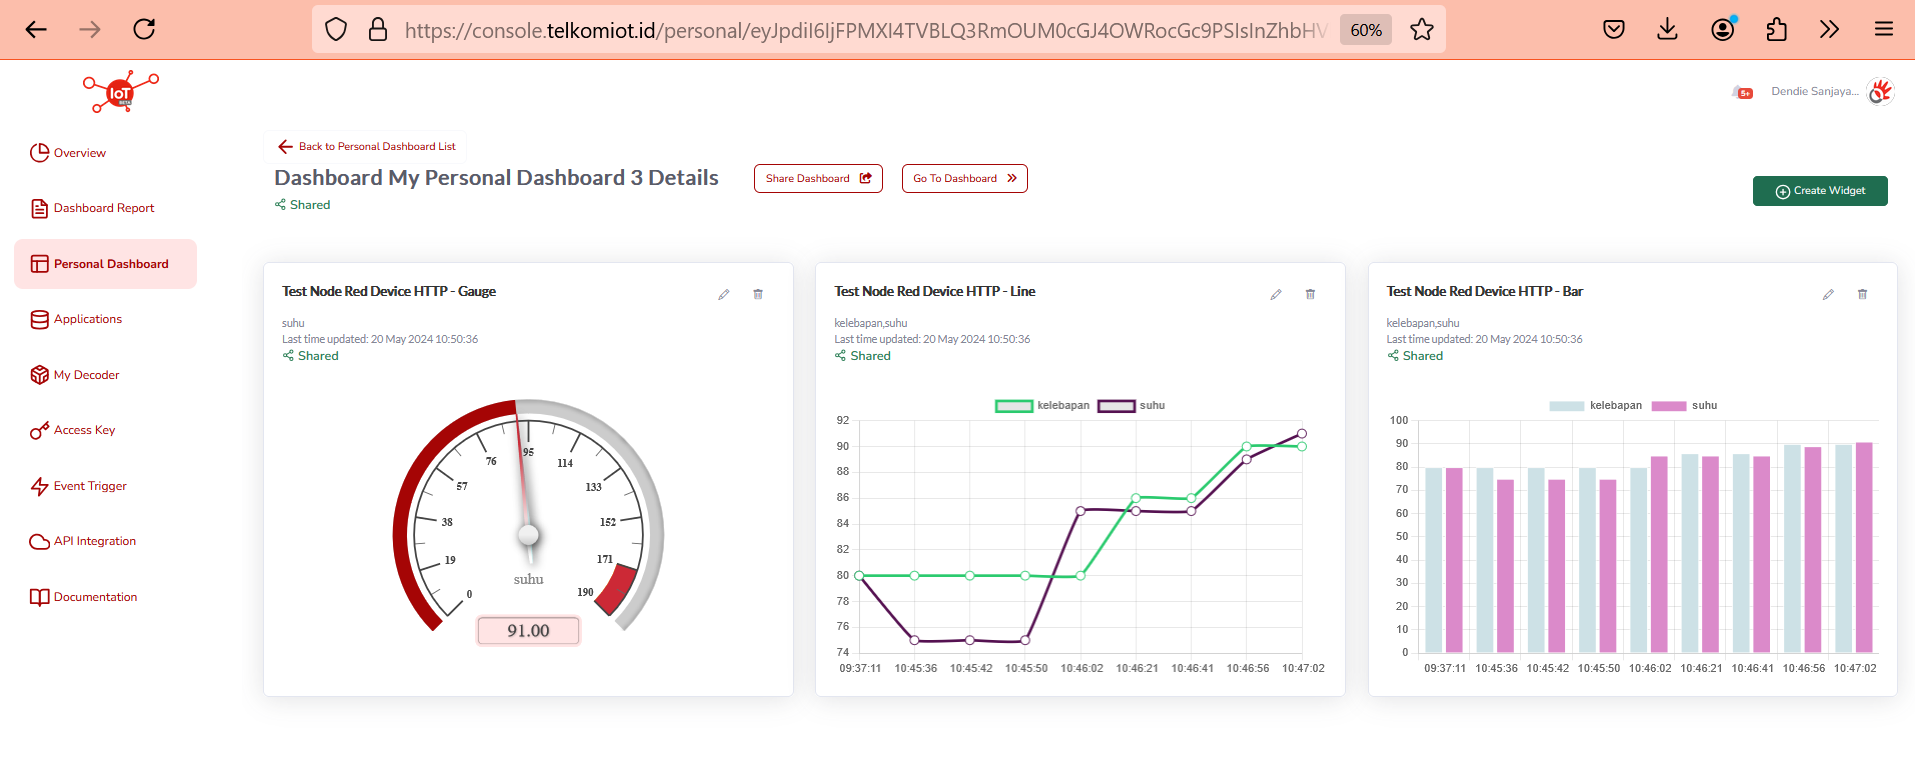 https://console.telkomiot.id/personal/eyJpdiI6IjFPMXI4TVBLQ3RmOUM0cGJ4OWRocGc9PSIsInZhbHV
60%
IoT
BETA
5+
Dendie Sanjaya...
Overview
Dashboard Report
Personal Dashboard
Applications
My Decoder
Access Key
Event Trigger
API Integration
Documentation
Back to Personal Dashboard List
Dashboard My Personal Dashboard 3 Details
Share Dashboard
Go To Dashboard
Shared
Create Widget
Test Node Red Device HTTP - Gauge
suhu
Last time updated: 20 May 2024 10:50:36
Shared
0
19
38
57
76
95
114
133
152
171
190
suhu
91.00
Test Node Red Device HTTP - Line
kelebapan,suhu
Last time updated: 20 May 2024 10:50:36
Shared
kelebapan suhu
92
90
88
86
84
82
80
78
76
74
09:37:11 10:45:36 10:45:42 10:45:50 10:46:02 10:46:21 10:46:41 10:46:56 10:47:02
Test Node Red Device HTTP - Bar
kelebapan,suhu
Last time updated: 20 May 2024 10:50:36
Shared
kelebapan suhu
100
90
80
70
60
50
40
30
20
10
0
09:37:11 10:45:36 10:45:42 10:45:50 10:46:02 10:46:21 10:46:41 10:46:56 10:47:02